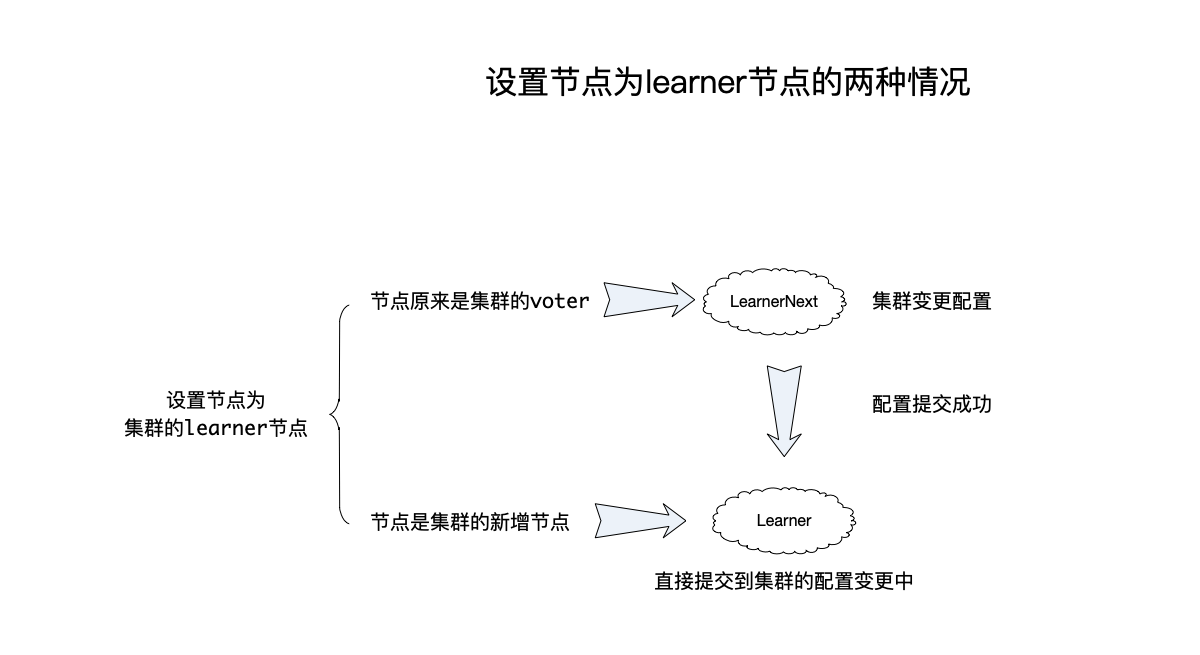 设置节点为learner节点的两种情况
节点原来是集群的voter
LearnerNext
集群变更配置
设置节点为
集群的learner节点
配置提交成功
节点是集群的新增节点
Learner
直接提交到集群的配置变更中